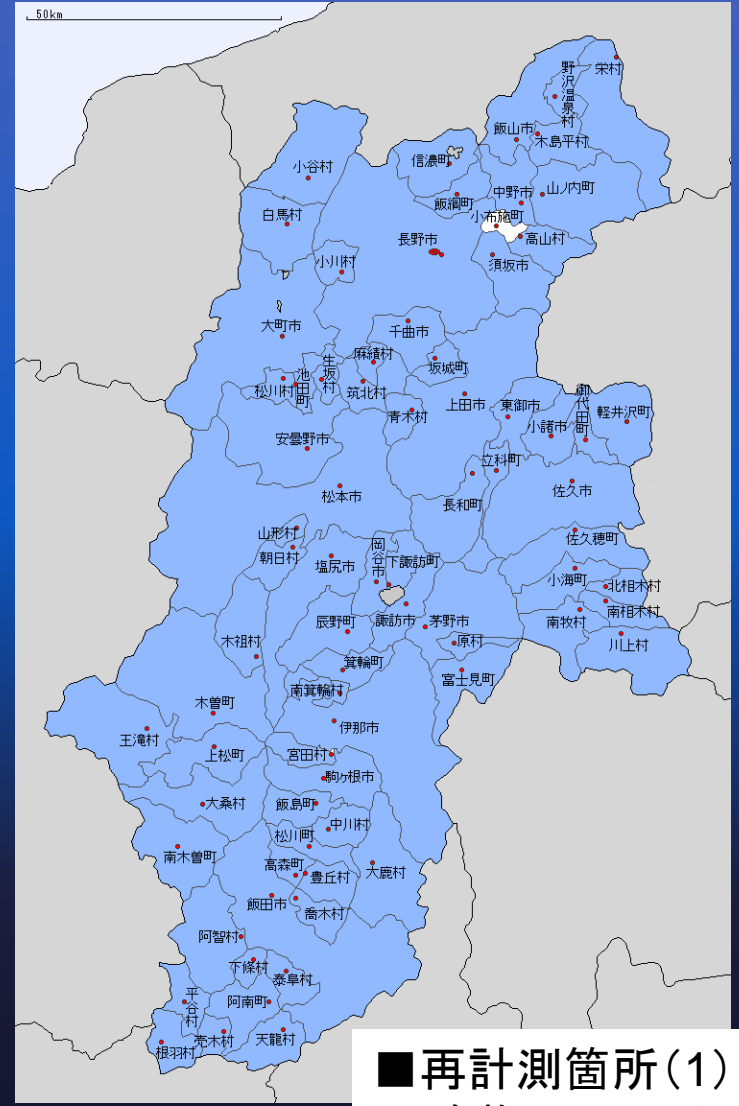 50km
栄村
野沢温泉村
飯山市
木島平村
信濃町
小谷村
飯綱町
中野市
山ノ内町
白馬村
小布施町
高山村
長野市
小川村
須坂市
大町市
千曲市
麻績村
生坂村
坂城町
池田町
松川村
筑北村
青木村
上田市
東御市
御代田町
軽井沢町
小諸市
安曇野市
立科町
佐久市
松本市
長和町
山形村
佐久穂町
朝日村
塩尻市
岡谷市
下諏訪町
小海町
北相木村
南相木村
諏訪市
茅野市
南牧村
辰野町
木祖村
原村
川上村
箕輪町
富士見町
南箕輪村
木曽町
伊那市
王滝村
上松町
宮田村
駒ヶ根市
大桑村
飯島町
中川村
松川町
南木曽町
高森町
豊丘村
大鹿村
飯田市
喬木村
阿智村
下條村
泰阜村
平谷村
阿南町
売木村
天龍村
根羽村
■再計測箇所(1)